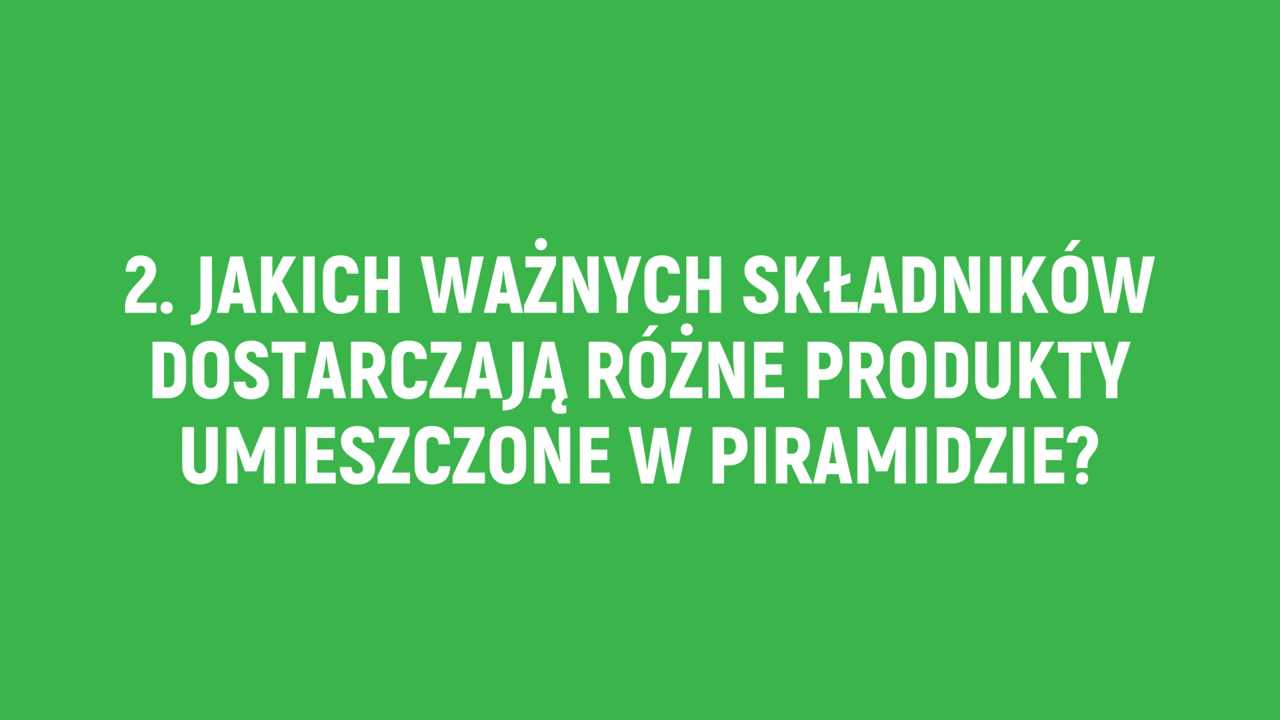 2. JAKICH WAŻNYCH SKŁADNIKÓW
DOSTARCZAJĄ RÓŻNE PRODUKTY
UMIESZCZONE W PIRAMIDZIE?